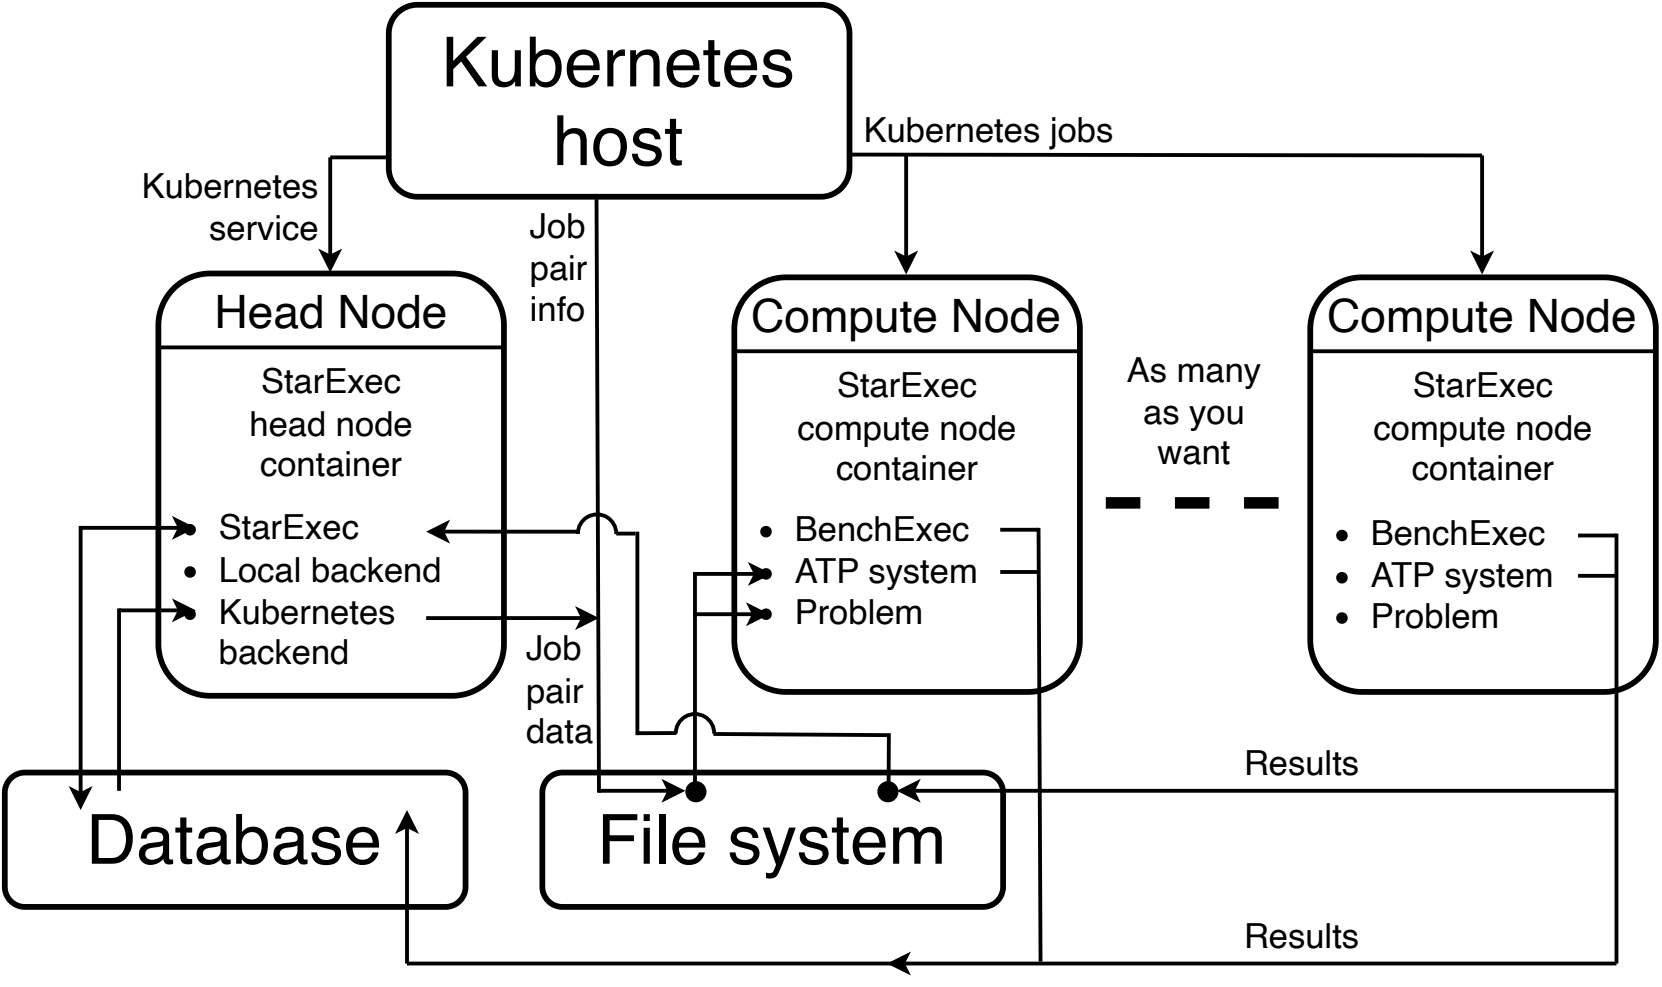 Kubernetes
host
Kubernetes jobs
Kubernetes
service
Job
pair
info
Head Node
StarExec
head node
container
• StarExec
• Local backend
• Kubernetes
backend
Compute Node
StarExec
compute node
container
• BenchExec
• ATP system
• Problem
As many
as you
want
Compute Node
StarExec
compute node
container
• BenchExec
• ATP system
• Problem
Job
pair
data
Database
File system
Results
Results